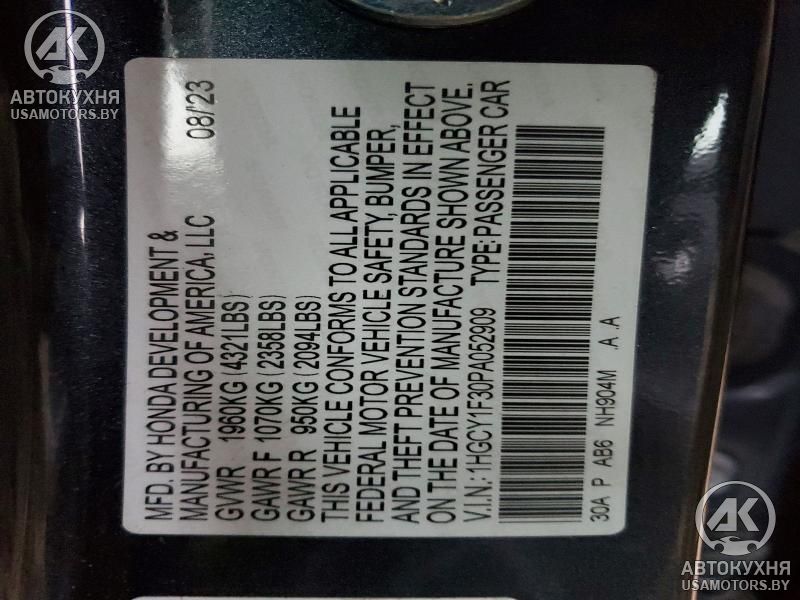 AK
АВТОКУХНЯ
USAMOTORS.BY
MFD. BY HONDA DEVELOPMENT &
MANUFACTURING OF AMERICA, LLC 08/'23
GVWR 1960KG (4321LBS)
GAWR F 1070KG (2358LBS)
GAWR R 950KG (2094LBS)
THIS VEHICLE CONFORMS TO ALL APPLICABLE
FEDERAL MOTOR VEHICLE SAFETY, BUMPER,
AND THEFT PREVENTION STANDARDS IN EFFECT
ON THE DATE OF MANUFACTURE SHOWN ABOVE.
V.I.N.: 1HGCY1F30PA052909 TYPE: PASSENGER CAR
30A P AB6 NH904M .A .A
AK
АВТОКУХНЯ
USAMOTORS.BY